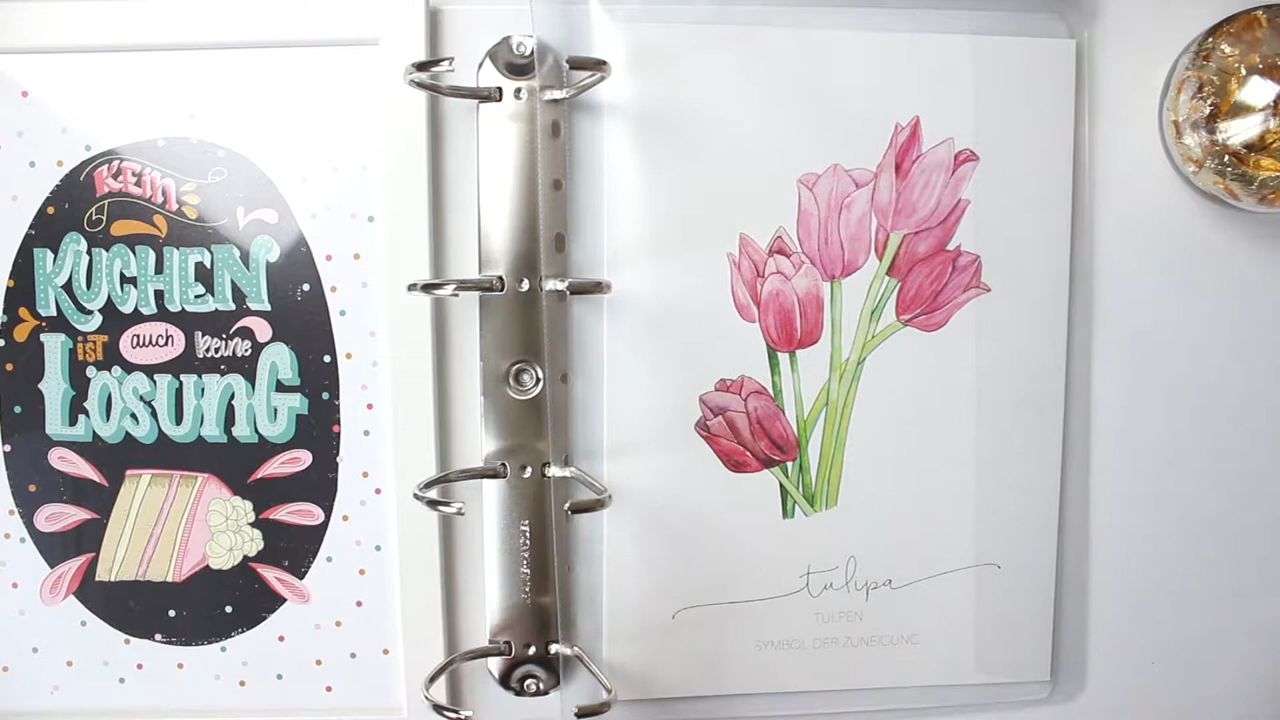 KEIN
KUCHEN
IST auch keine
LÖSUNG
tulipa
TULPEN
SYMBOL DER ZUNEIGUNG